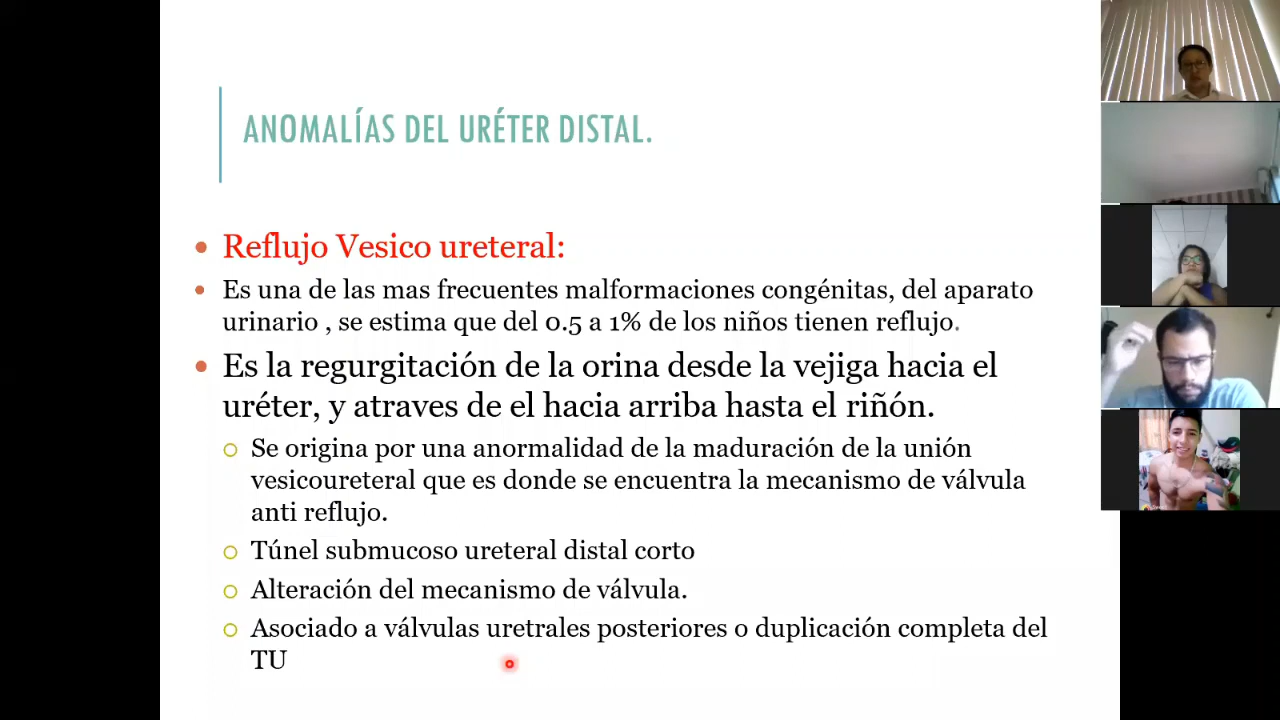 ANOMALÍAS DEL URÉTER DISTAL.
Reflujo Vesico ureteral:
Es una de las mas frecuentes malformaciones congénitas, del aparato
urinario , se estima que del 0.5 a 1% de los niños tienen reflujo.
Es la regurgitación de la orina desde la vejiga hacia el
uréter, y atraves de el hacia arriba hasta el riñón.
Se origina por una anormalidad de la maduración de la unión
vesicoureteral que es donde se encuentra la mecanismo de válvula
anti reflujo.
Túnel submucoso ureteral distal corto
Alteración del mecanismo de válvula.
Asociado a válvulas uretrales posteriores o duplicación completa del
TU